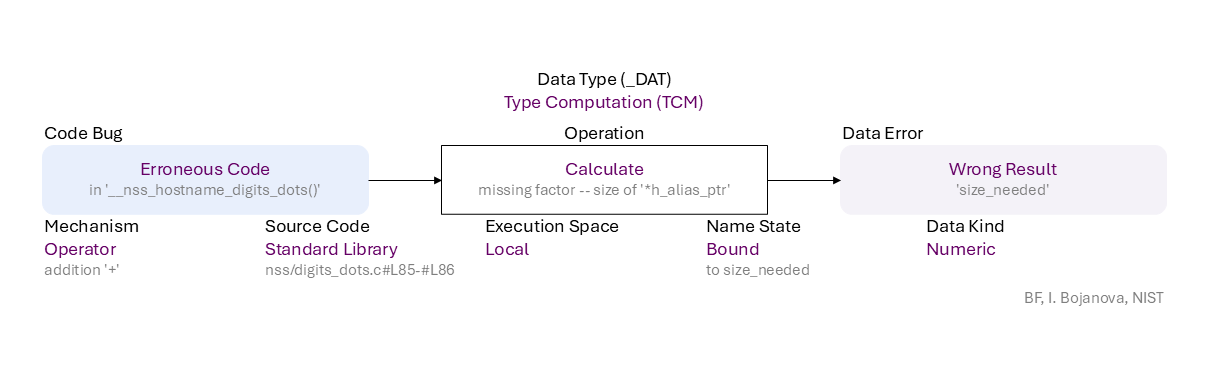 Data Type (_DAT)
Type Computation (TCM)
Code Bug
Operation
Data Error
Erroneous Code
in '__nss_hostname_digits_dots()'
Calculate
missing factor -- size of '*h_alias_ptr'
Wrong Result
'size_needed'
Mechanism
Operator
addition '+'
Source Code
Standard Library
nss/digits_dots.c#L85-#L86
Execution Space
Local
Name State
Bound
to size_needed
Data Kind
Numeric
BF, I. Bojanova, NIST